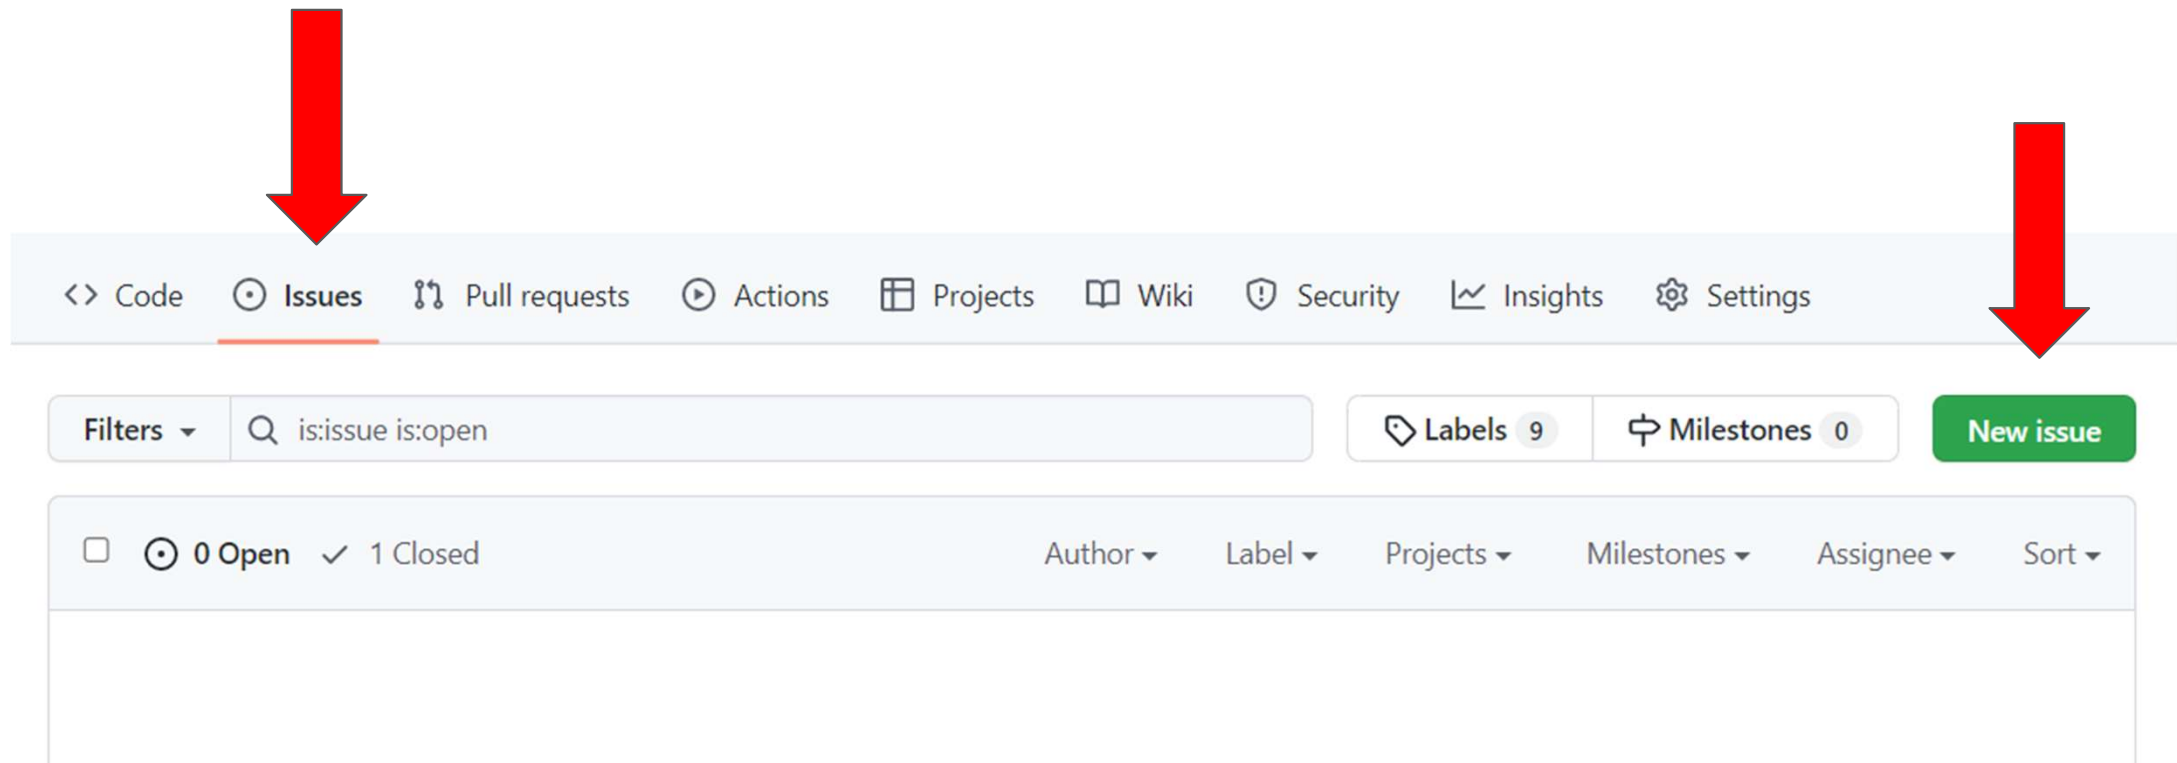 Code Issues Pull requests Actions Projects Wiki Security Insights Settings
Filters is:issue is:open Labels 9 Milestones 0 New issue
0 Open 1 Closed Author Label Projects Milestones Assignee Sort